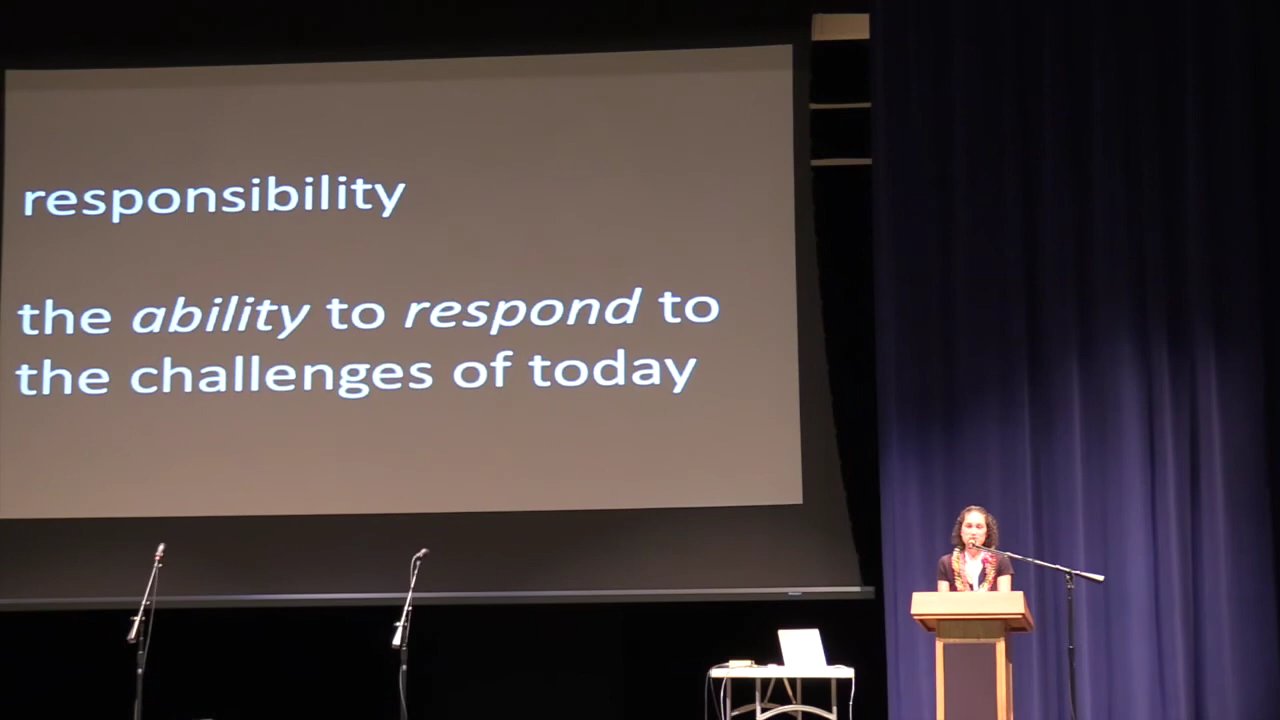 responsibility
the ability to respond to
the challenges of today